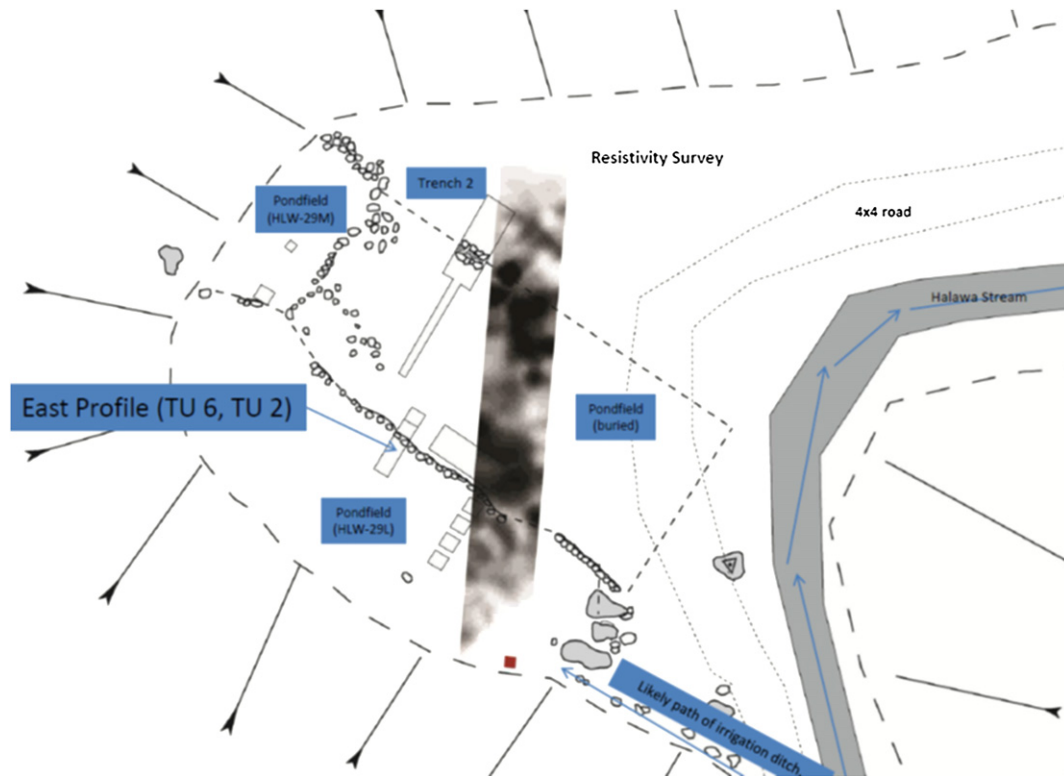 Resistivity Survey
Trench 2
Pondfield
(HLW-29M)
4x4 road
Halawa Stream
East Profile (TU 6, TU 2)
Pondfield
(buried)
Pondfield
(HLW-29L)
Likely path of irrigation ditch,